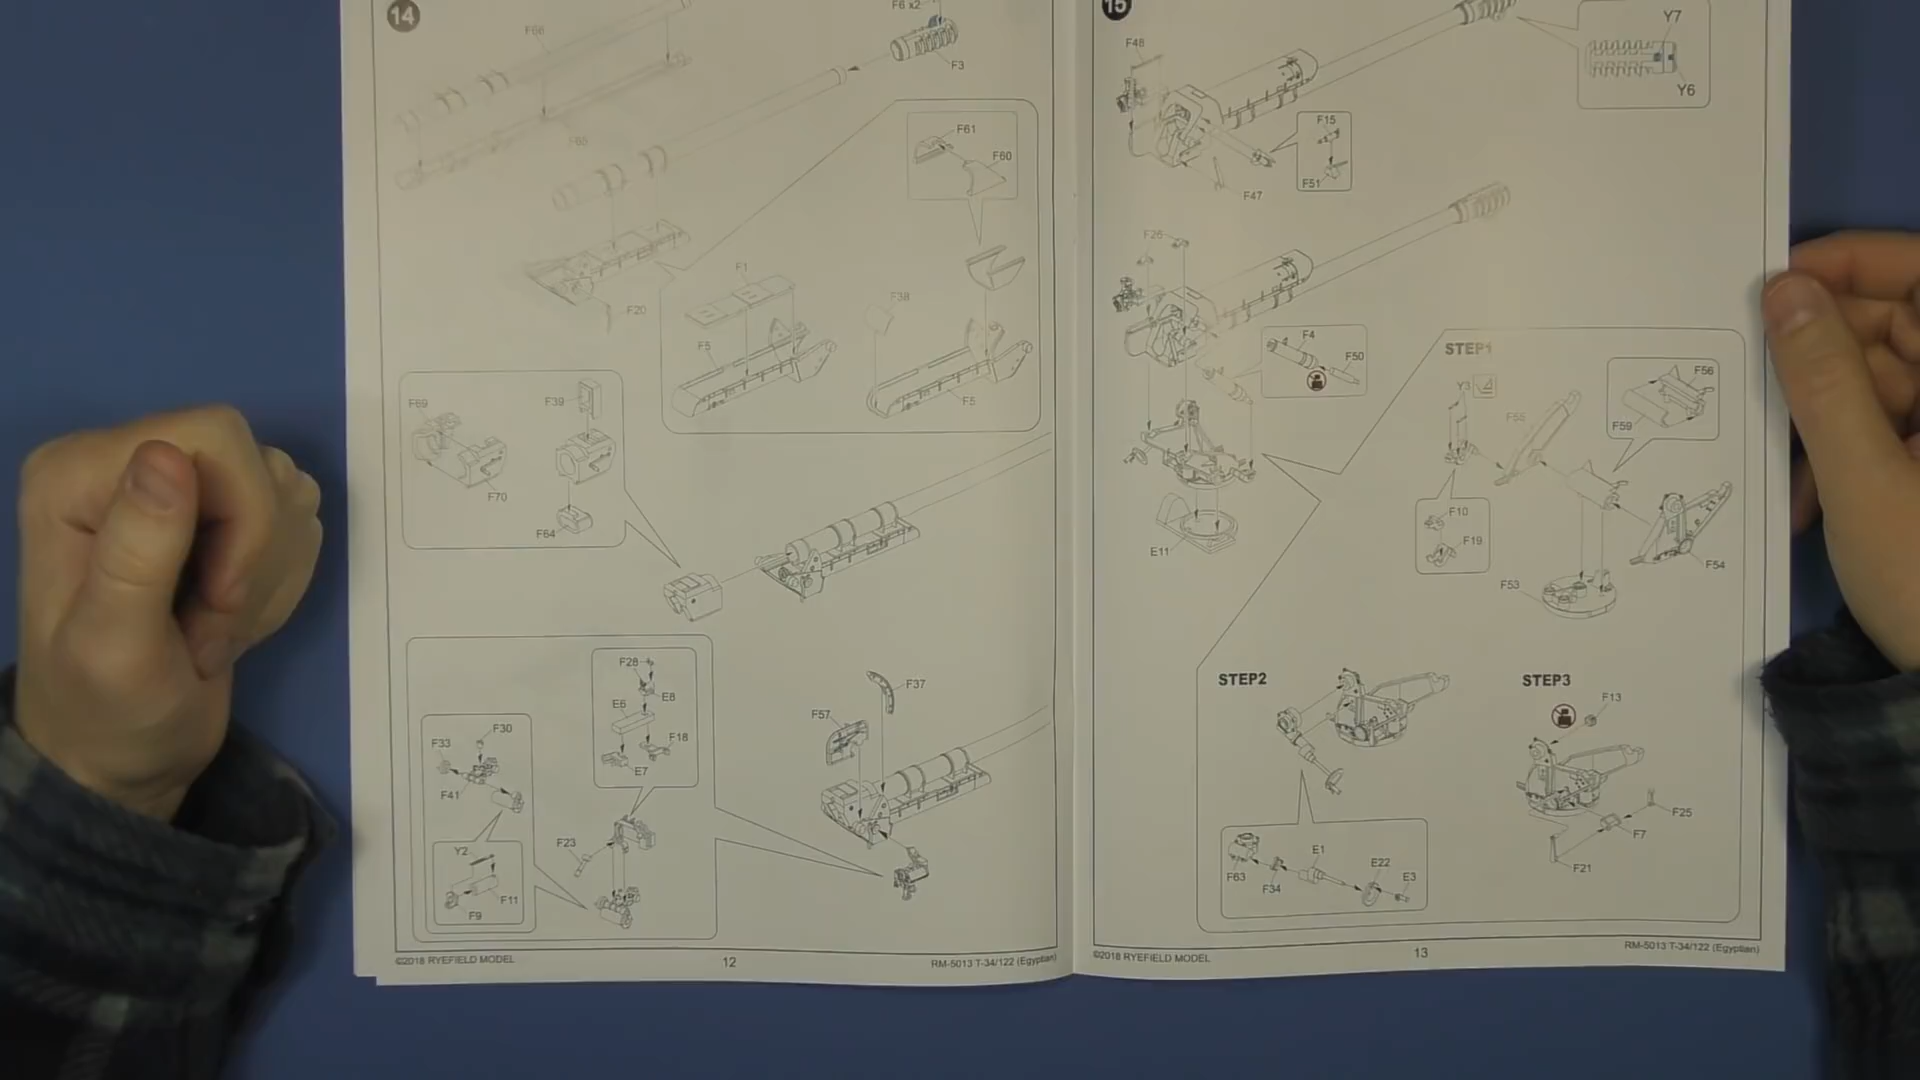 14
F66
F6 x2
F3
F65
F61
F60
F20
F1
F38
F5
F5
F69
F39
F70
F64
F28
E8
E6
F18
E7
F30
F33
F41
F23
Y2
F11
F9
F37
F57
©2018 RYEFIELD MODEL
12
RM-5013 T-34/122 (Egyptian)
15
F48
Y7
Y6
F15
F51
F47
F26
F4
F50
E11
STEP1
Y3
F55
F56
F59
F10
F19
F54
F53
STEP2
F63
F34
E1
E22
E3
STEP3
F13
F25
F7
F21
©2018 RYEFIELD MODEL
13
RM-5013 T-34/122 (Egyptian)